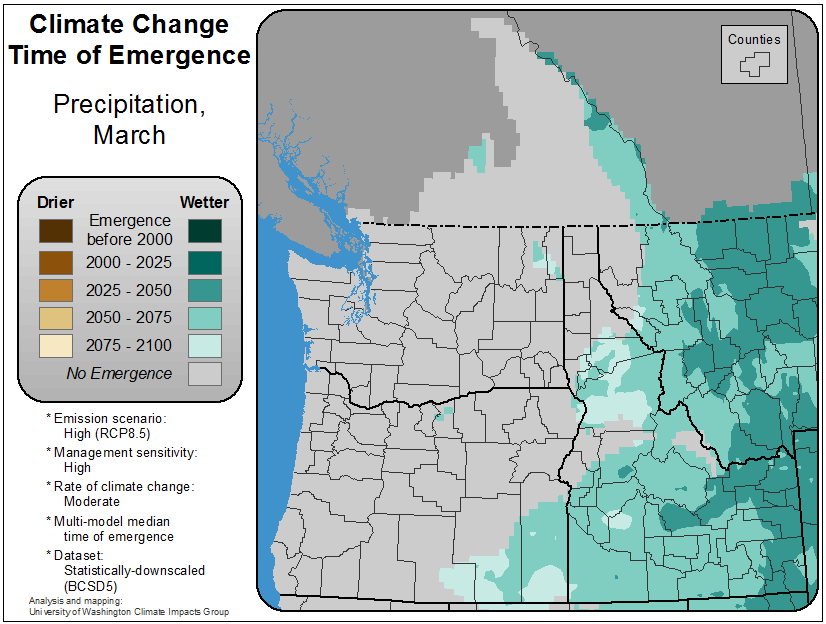 Climate Change
Time of Emergence
Precipitation,
March
Counties
Drier
Wetter
Emergence
before 2000
2000 - 2025
2025 - 2050
2050 - 2075
2075 - 2100
No Emergence
* Emission scenario:
High (RCP8.5)
* Management sensitivity:
High
* Rate of climate change:
Moderate
* Multi-model median
time of emergence
* Dataset:
Statistically-downscaled
(BCSD5)
Analysis and mapping:
University of Washington Climate Impacts Group